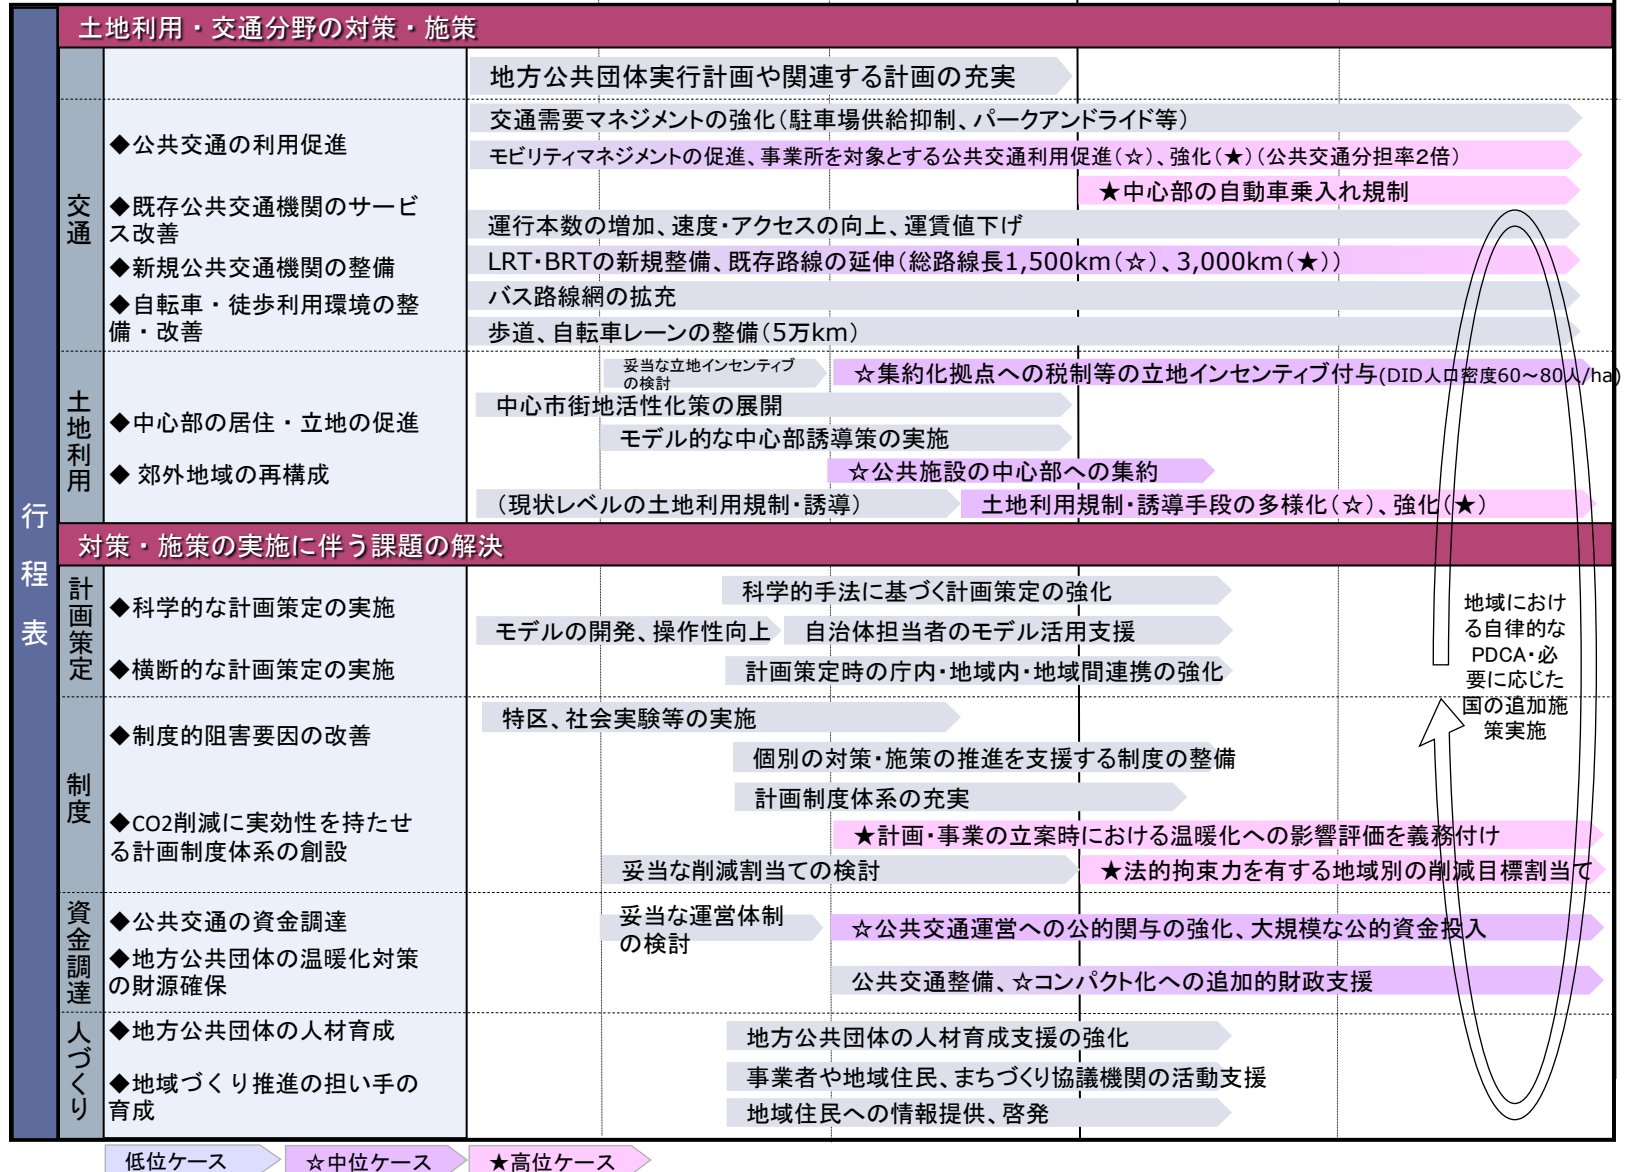 行程表
土地利用・交通分野の対策・施策
地方公共団体実行計画や関連する計画の充実
交通
◆公共交通の利用促進
◆既存公共交通機関のサービ
ス改善
◆新規公共交通機関の整備
◆自転車・徒歩利用環境の整
備・改善
交通需要マネジメントの強化(駐車場供給抑制、パークアンドライド等)
モビリティマネジメントの促進、事業所を対象とする公共交通利用促進(☆)、強化(★)(公共交通分担率2倍)
★中心部の自動車乗入れ規制
運行本数の増加、速度・アクセスの向上、運賃値下げ
LRT・BRTの新規整備、既存路線の延伸(総路線長1,500km(☆)、3,000km(★))
バス路線網の拡充
歩道、自転車レーンの整備(5万km)
土地利用
◆中心部の居住・立地の促進
◆ 郊外地域の再構成
妥当な立地インセンティブ
の検討
☆集約化拠点への税制等の立地インセンティブ付与(DID人口密度60～80人/ha)
中心市街地活性化策の展開
モデル的な中心部誘導策の実施
☆公共施設の中心部への集約
(現状レベルの土地利用規制・誘導)
土地利用規制・誘導手段の多様化(☆)、強化(★)
対策・施策の実施に伴う課題の解決
計画策定
◆科学的な計画策定の実施
◆横断的な計画策定の実施
科学的手法に基づく計画策定の強化
モデルの開発、操作性向上
自治体担当者のモデル活用支援
計画策定時の庁内・地域内・地域間連携の強化
地域におけ
る自律的な
PDCA・必
要に応じた
国の追加施
策実施
制度
◆制度的阻害要因の改善
◆CO2削減に実効性を持たせ
る計画制度体系の創設
特区、社会実験等の実施
個別の対策・施策の推進を支援する制度の整備
計画制度体系の充実
★計画・事業の立案時における温暖化への影響評価を義務付け
妥当な削減割当ての検討
★法的拘束力を有する地域別の削減目標割当て
資金調達
◆公共交通の資金調達
◆地方公共団体の温暖化対策
の財源確保
妥当な運営体制
の検討
☆公共交通運営への公的関与の強化、大規模な公的資金投入
公共交通整備、☆コンパクト化への追加的財政支援
人づくり
◆地方公共団体の人材育成
◆地域づくり推進の担い手の
育成
地方公共団体の人材育成支援の強化
事業者や地域住民、まちづくり協議機関の活動支援
地域住民への情報提供、啓発
低位ケース
☆中位ケース
★高位ケース